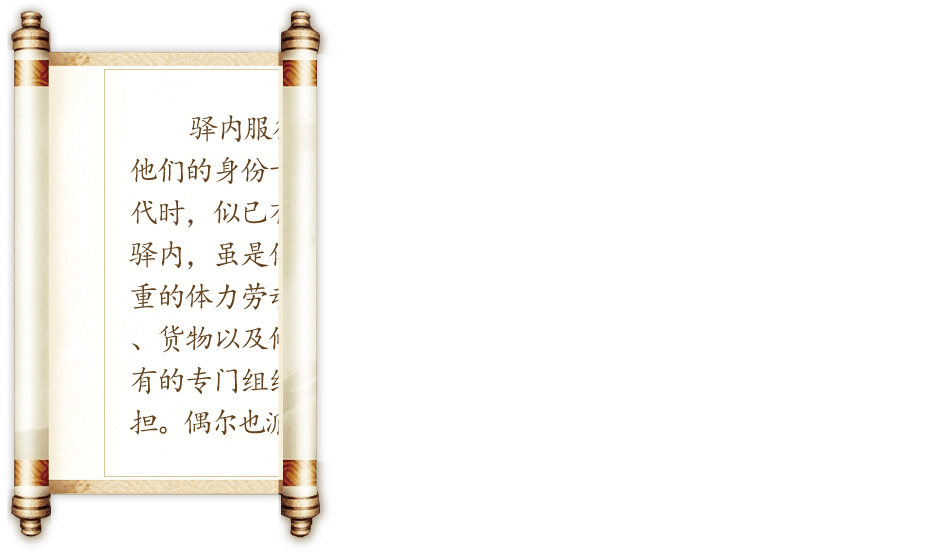 驿内服
他们的身份
代时，似已
驿内，虽是
重的体力劳
、货物以及
有的专门组
担。偶尔也